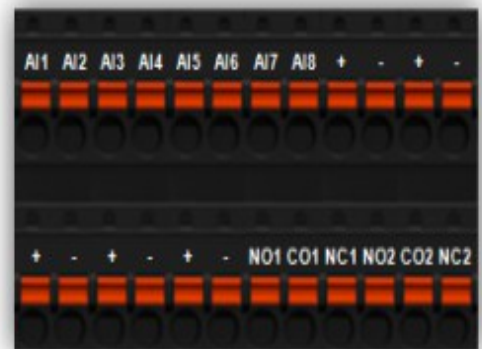 AI1 AI2 AI3 AI4 AI5 AI6 AI7 AI8 + - + -
+ - + - + - NO1 CO1 NC1 NO2 CO2 NC2